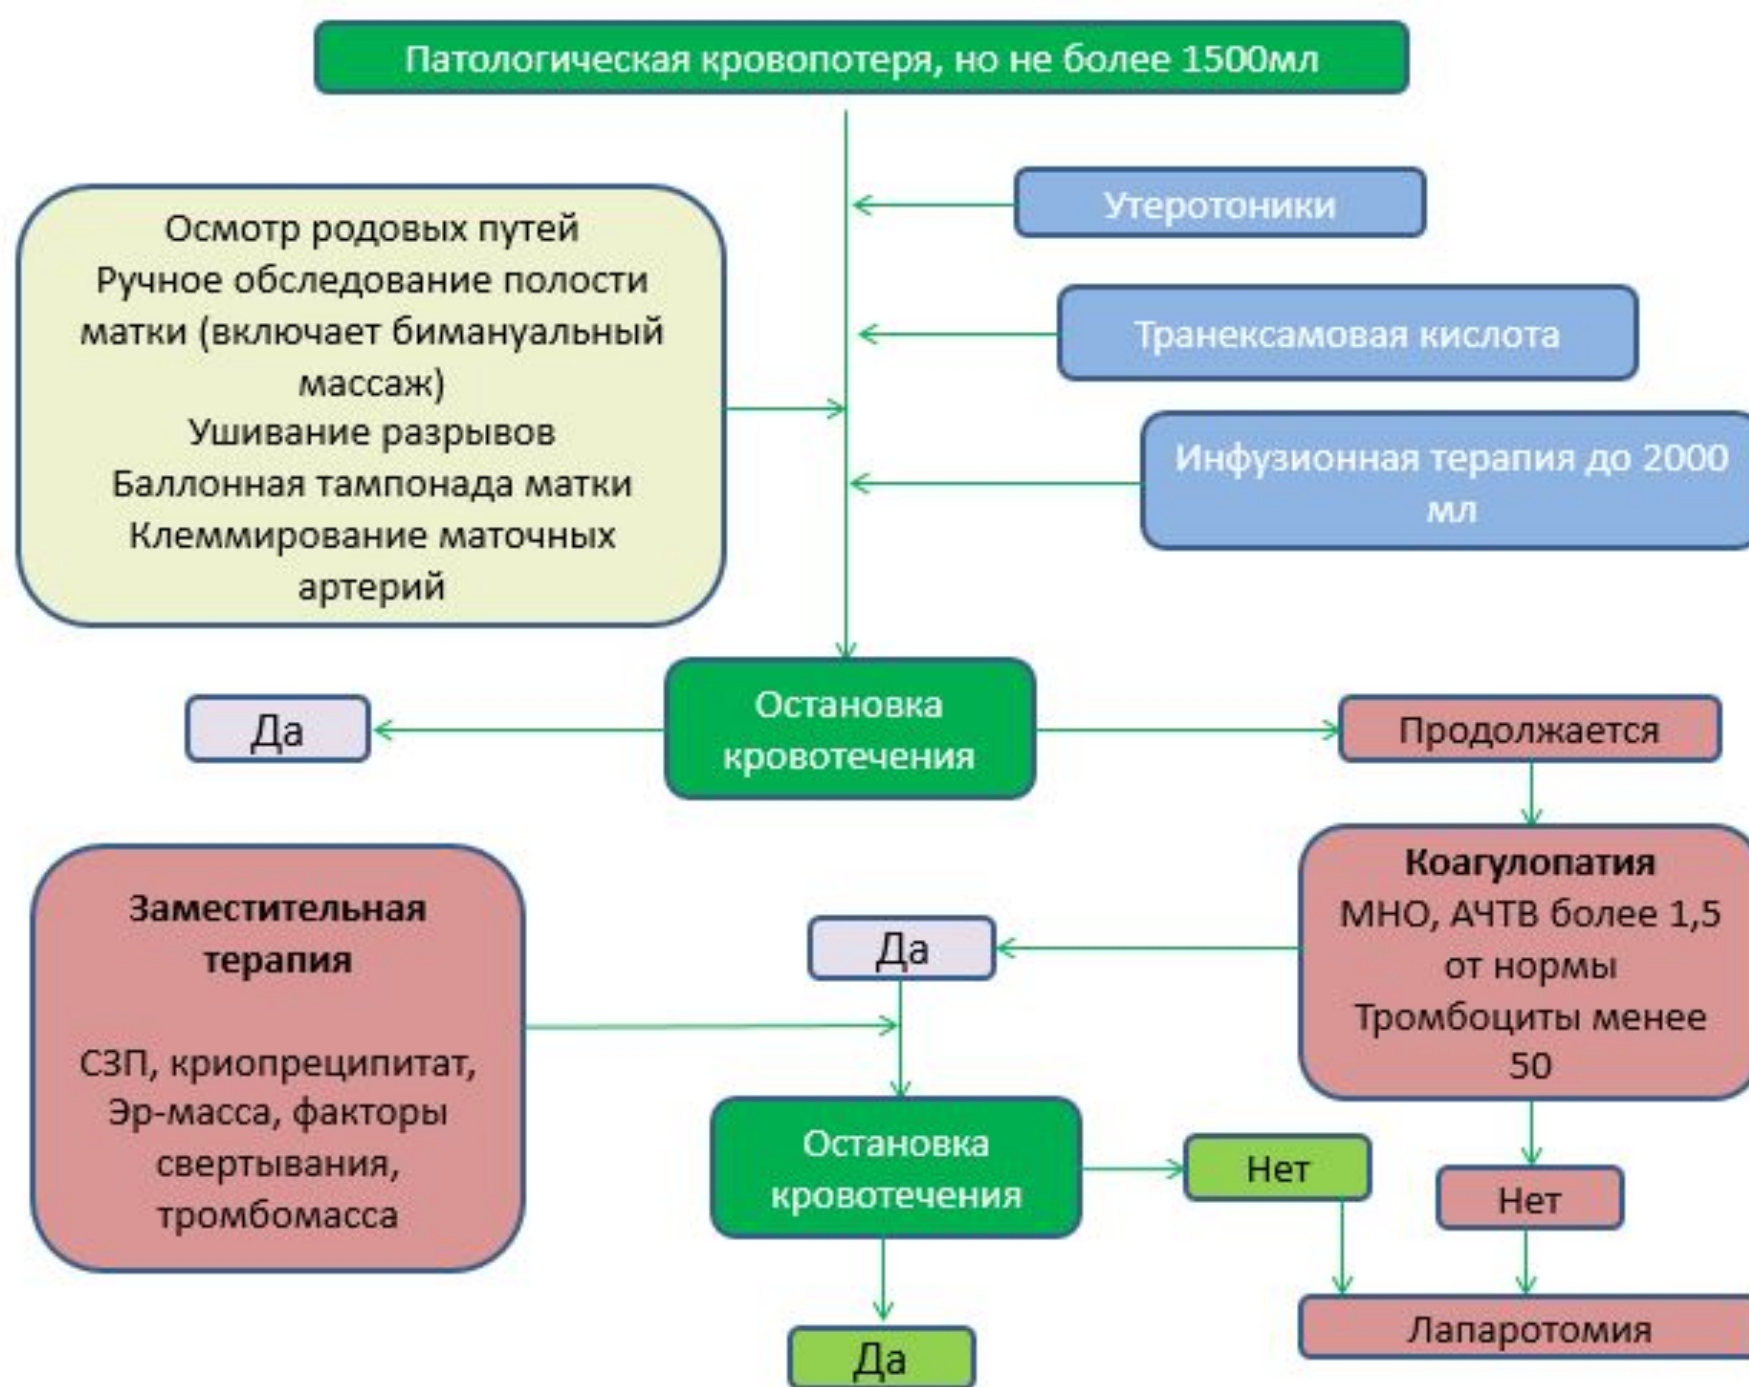 Патологическая кровопотеря, но не более 1500мл
Утеротоники
Осмотр родовых путей
Ручное обследование полости
матки (включает бимануальный
массаж)
Ушивание разрывов
Баллонная тампонада матки
Клеммирование маточных
артерий
Транексамовая кислота
Инфузионная терапия до 2000
мл
Остановка
кровотечения
Да
Продолжается
Коагулопатия
МНО, АЧТВ более 1,5
от нормы
Тромбоциты менее
50
Заместительная
терапия
СЗП, криопреципитат,
Эр-масса, факторы
свертывания,
тромбомасса
Да
Остановка
кровотечения
Нет
Нет
Лапаротомия
Да